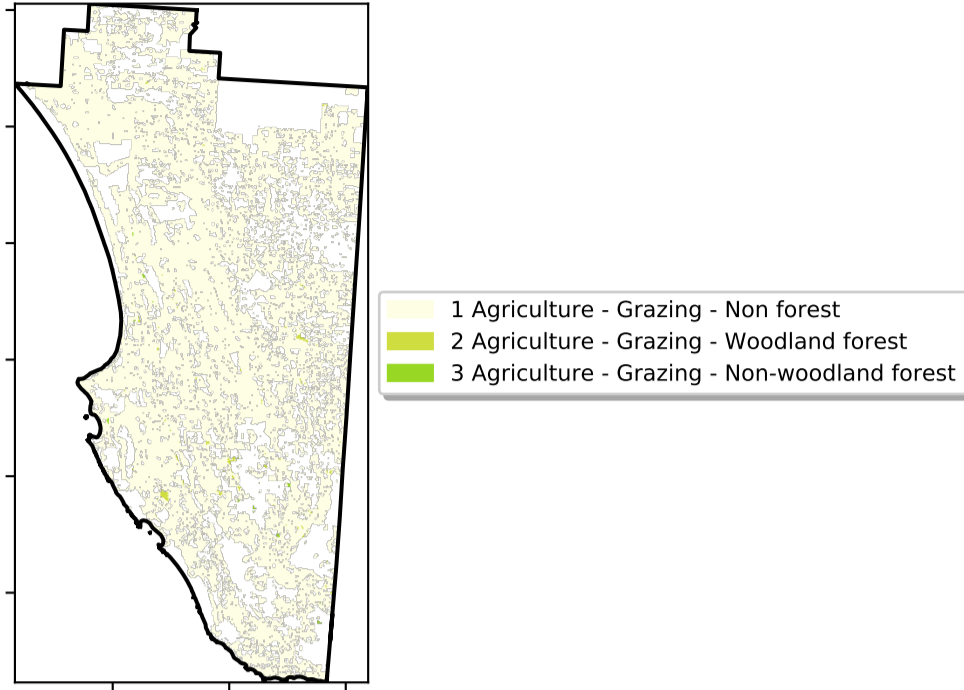 1 Agriculture - Grazing - Non forest
2 Agriculture - Grazing - Woodland forest
3 Agriculture - Grazing - Non-woodland forest